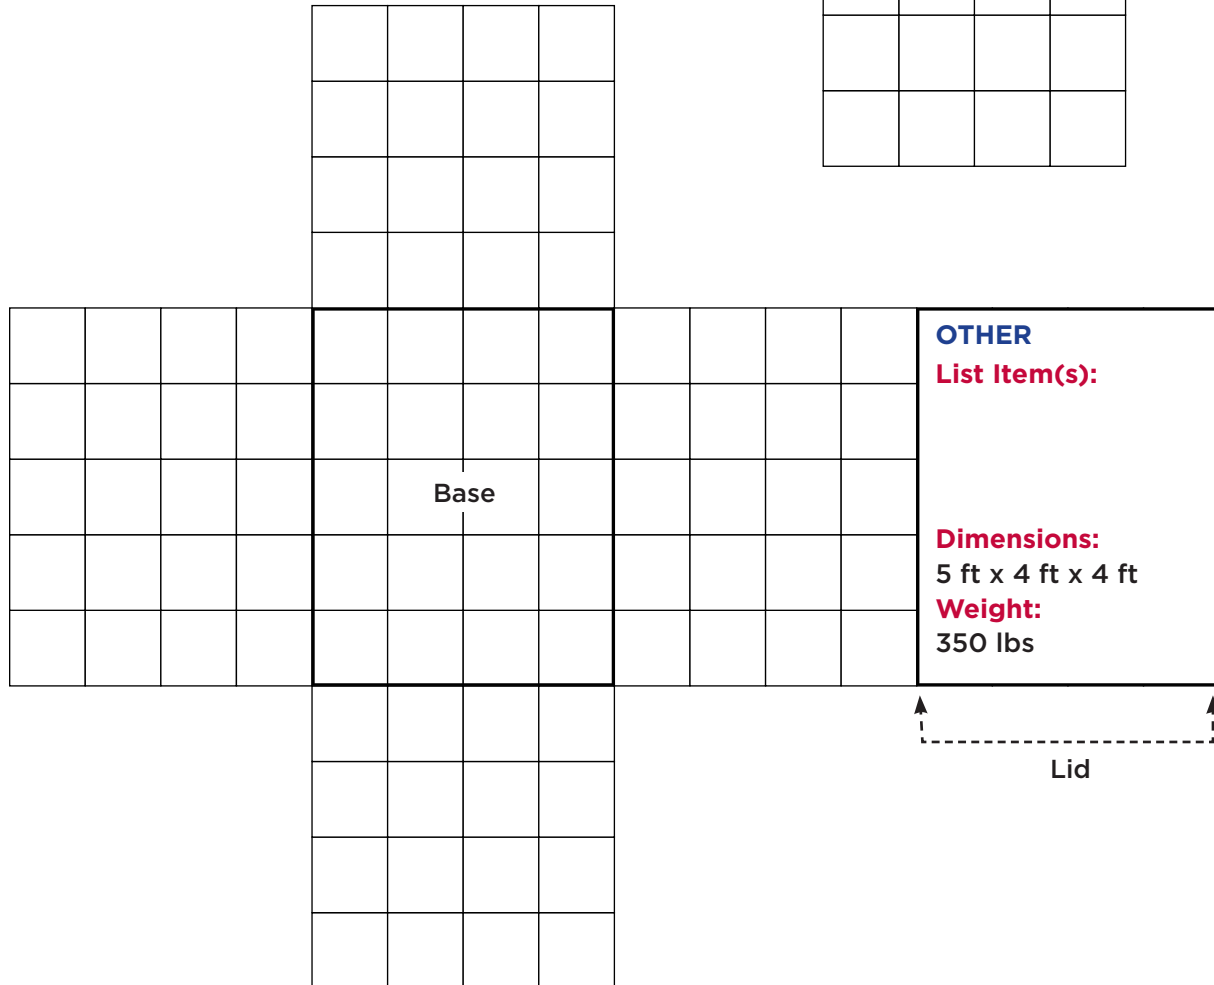 OTHER
List Item(s):
Base
Dimensions:
5 ft x 4 ft x 4 ft
Weight:
350 lbs
Lid